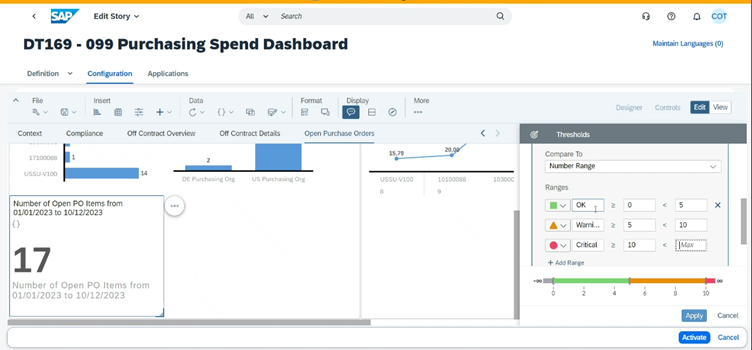 SAP Edit Story All Search COT
DT169 - 099 Purchasing Spend Dashboard
Maintain Languages (0)
Definition Configuration Applications
File Insert Data Format Display More
Designer Controls Edit View
Context Compliance Off Contract Overview Off Contract Details Open Purchase Orders
Thresholds
Compare To
Number Range
Ranges
OK ≥ 0 < 5
Warni... ≥ 5 < 10
Critical ≥ 10 < Max
+ Add Range
-∞ ∞
0 2 4 6 8 10
Apply Cancel
17100088 1
USSU-V100 14
2
DE Purchasing Org US Purchasing Org
15.79 20.00
USSU-V100 10100088 103000
8 9
Number of Open PO Items from
01/01/2023 to 10/12/2023
{}
17
Number of Open PO Items from
01/01/2023 to 10/12/2023
Activate Cancel